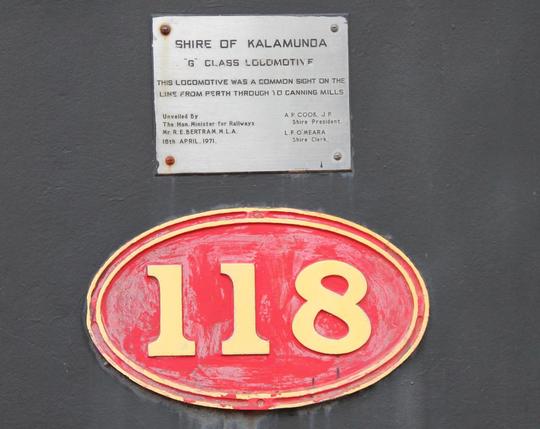 SHIRE OF KALAMUNDA
"G" CLASS LOCOMOTIVE
THIS LOCOMOTIVE WAS A COMMON SIGHT ON THE
LINE FROM PERTH THROUGH TO CANNING MILLS
Unveiled By
The Hon. Minister for Railways
Mr. R.E. BERTRAM, M.L.A.
18th APRIL, 1971.
A.P. COOK, J.P.
Shire President.
L.F. O'MEARA
Shire Clerk.
118